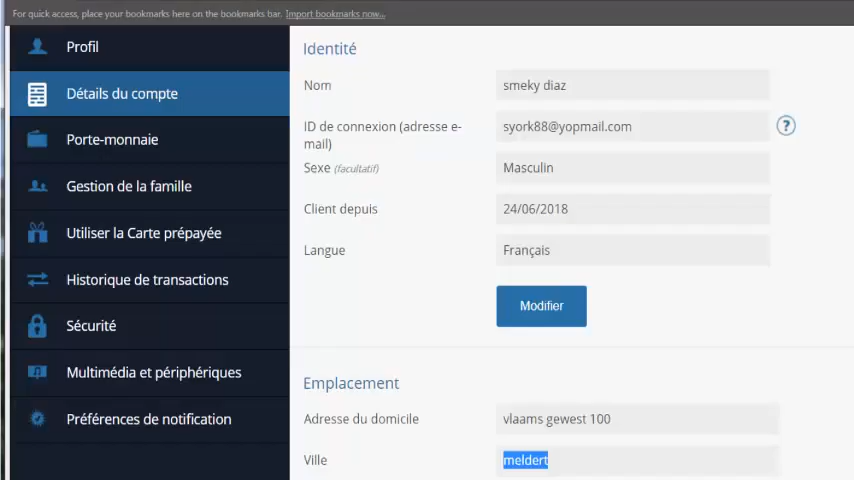 For quick access, place your bookmarks here on the bookmarks bar. Import bookmarks now...
Profil
Détails du compte
Porte-monnaie
Gestion de la famille
Utiliser la Carte prépayée
Historique de transactions
Sécurité
Multimédia et périphériques
Préférences de notification
Identité
Nom smeky diaz
ID de connexion (adresse e-
mail) syork88@yopmail.com ?
Sexe (facultatif) Masculin
Client depuis 24/06/2018
Langue Français
Modifier
Emplacement
Adresse du domicile vlaams gewest 100
Ville meldert